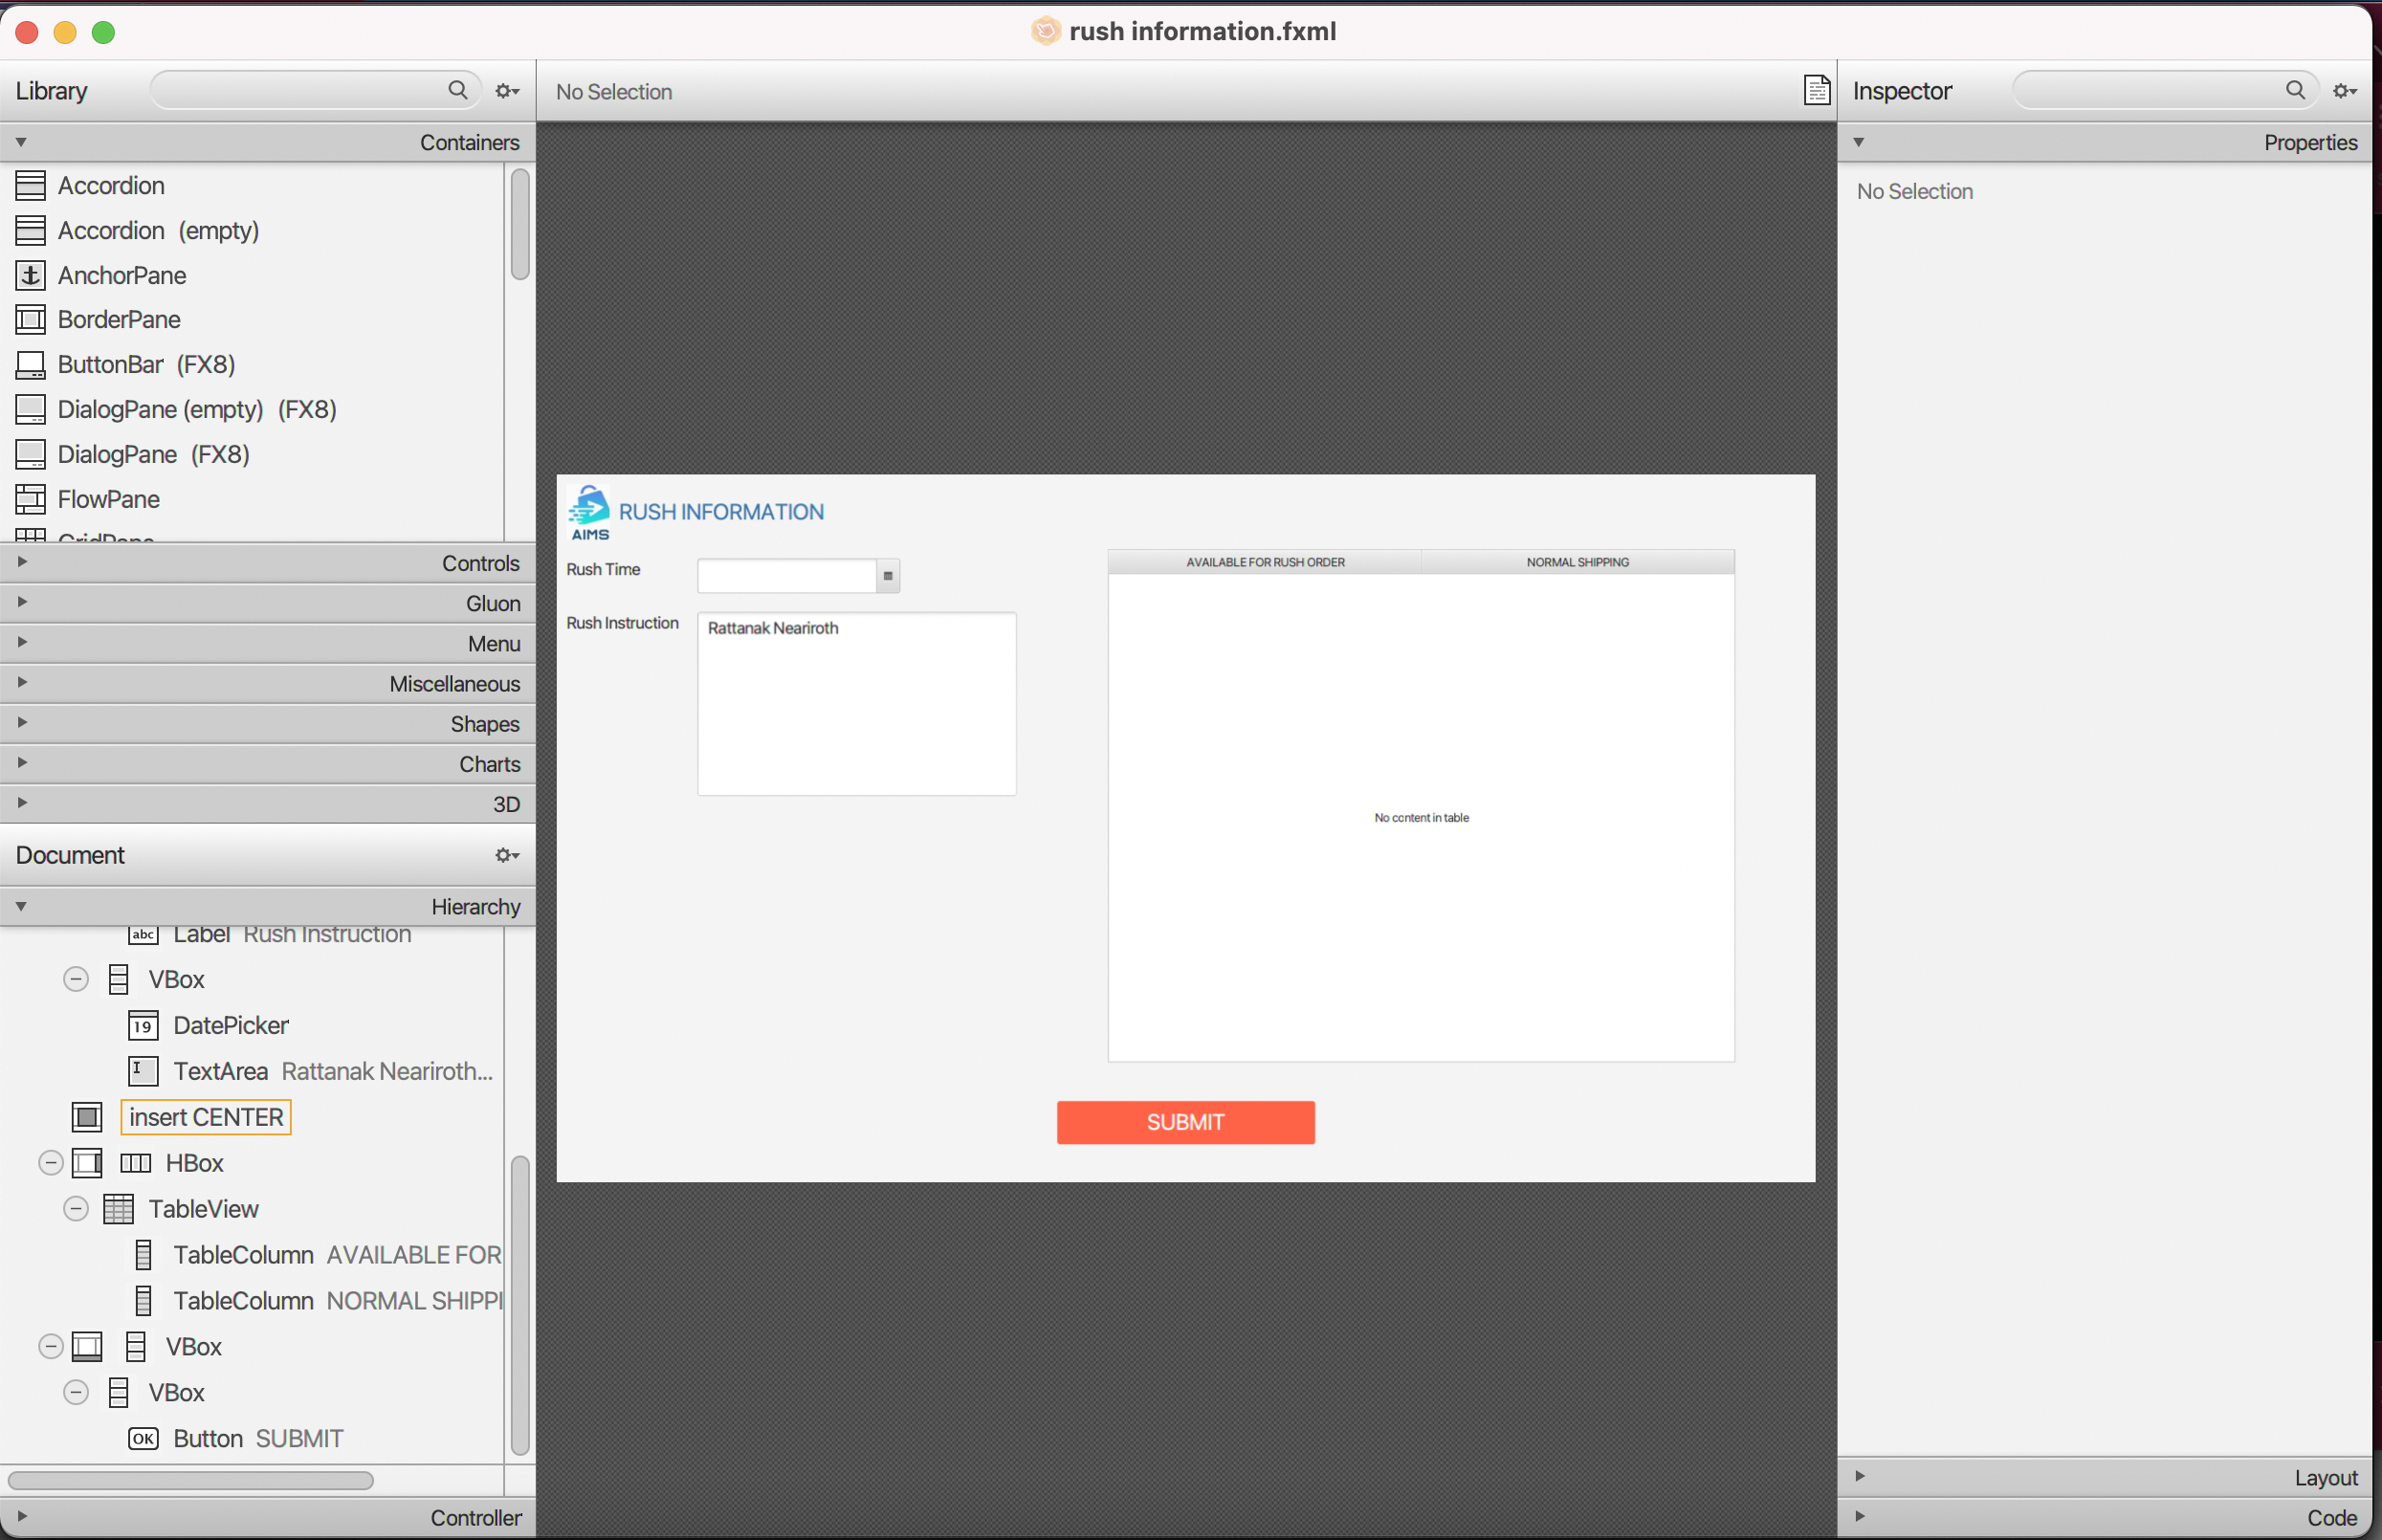 rush information.fxml
Library
No Selection
Inspector
Containers
Properties
Accordion
No Selection
Accordion (empty)
AnchorPane
BorderPane
ButtonBar (FX8)
DialogPane (empty) (FX8)
DialogPane (FX8)
FlowPane
GridPane
Controls
Gluon
Menu
Miscellaneous
Shapes
Charts
3D
Document
Hierarchy
abc Label Rush Instruction
VBox
19 DatePicker
TextArea Rattanak Neariroth...
insert CENTER
HBox
TableView
TableColumn AVAILABLE FOR
TableColumn NORMAL SHIPPI
VBox
VBox
OK Button SUBMIT
Controller
AIMS
RUSH INFORMATION
Rush Time
Rush Instruction
Rattanak Neariroth
AVAILABLE FOR RUSH ORDER
NORMAL SHIPPING
No content in table
SUBMIT
Layout
Code